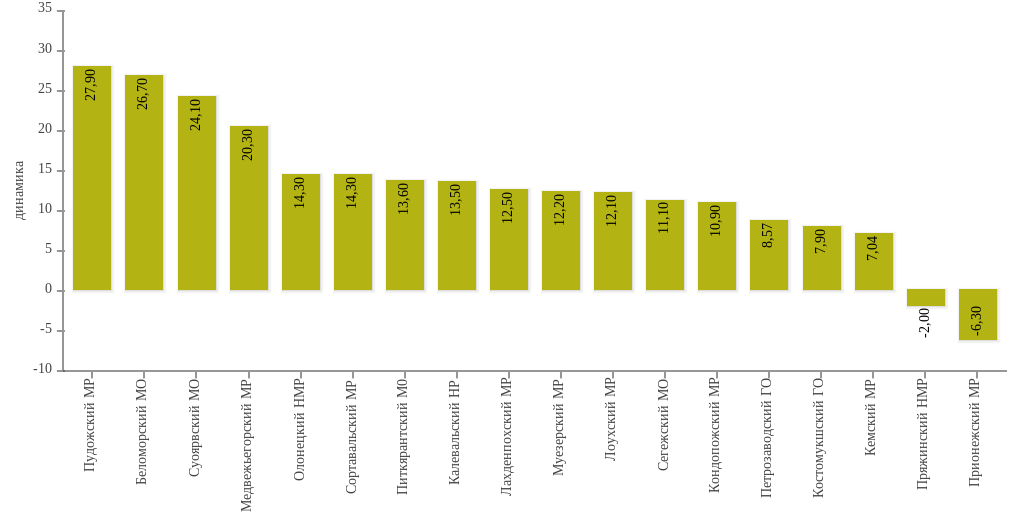 35
30
25
20
15
10
5
0
-5
-10
динамика
27,90
26,70
24,10
20,30
14,30
14,30
13,60
13,50
12,50
12,20
12,10
11,10
10,90
8,57
7,90
7,04
-2,00
-6,30
Пудожский МР
Беломорский МО
Суоярвский МО
Медвежьегорский МР
Олонецкий НМР
Сортавальский МР
Питкярантский М0
Калевальский НР
Лахденпохский МР
Муезерский МР
Лоухский МР
Сегежский МО
Кондопожский МР
Петрозаводский ГО
Костомукшский ГО
Кемский МР
Пряжинский НМР
Прионежский МР